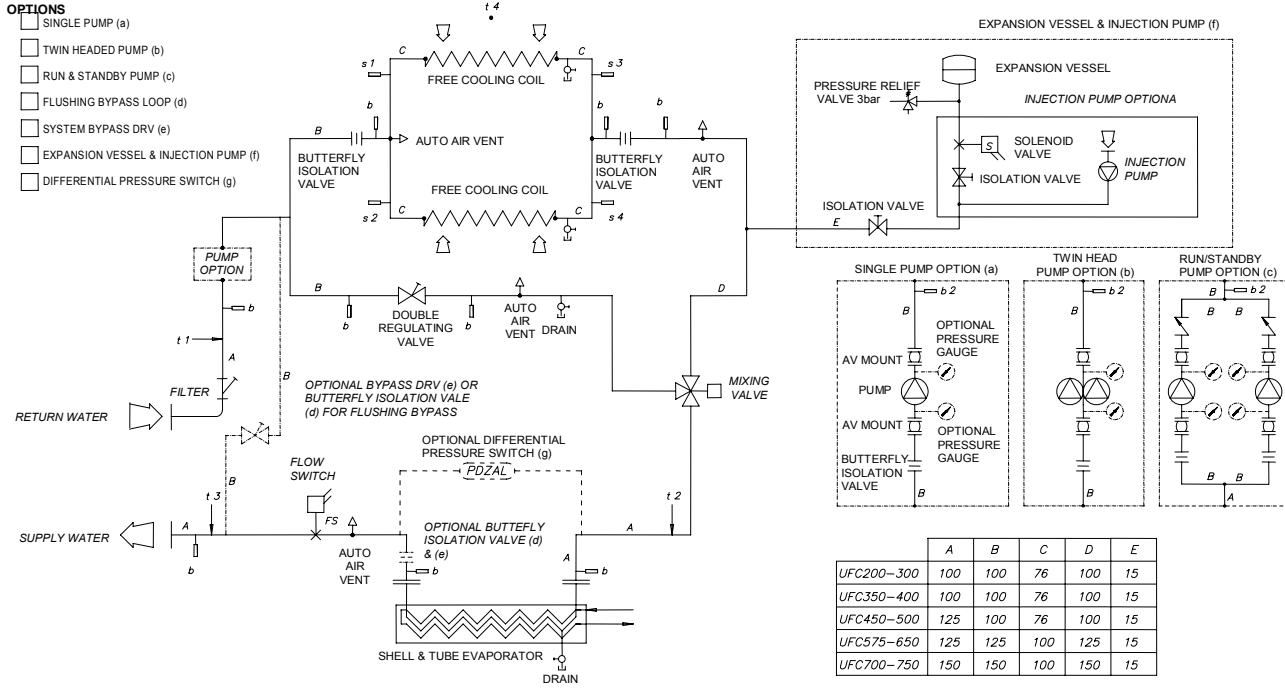 OPTIONS
SINGLE PUMP (a)
TWIN HEADED PUMP (b)
RUN & STANDBY PUMP (c)
FLUSHING BYPASS LOOP (d)
SYSTEM BYPASS DRV (e)
EXPANSION VESSEL & INJECTION PUMP (f)
DIFFERENTIAL PRESSURE SWITCH (g)
t 4
s 1
C
C
s 3
FREE COOLING COIL
b
b
b
B
AUTO AIR VENT
BUTTERFLY
ISOLATION
VALVE
BUTTERFLY
ISOLATION
VALVE
AUTO
AIR
VENT
FREE COOLING COIL
s 2
C
C
s 4
PUMP
OPTION
b
t 1
A
FILTER
RETURN WATER
B
B
b
DOUBLE
REGULATING
VALVE
b
AUTO
AIR
VENT
DRAIN
D
MIXING
VALVE
OPTIONAL BYPASS DRV (e) OR
BUTTERFLY ISOLATION VALE
(d) FOR FLUSHING BYPASS
OPTIONAL DIFFERENTIAL
PRESSURE SWITCH (g)
PDZAL
FLOW
SWITCH
B
t 3
A
FS
SUPPLY WATER
b
AUTO
AIR
VENT
OPTIONAL BUTTEFLY
ISOLATION VALVE (d)
& (e)
A
t 2
A
b
b
SHELL & TUBE EVAPORATOR
DRAIN
EXPANSION VESSEL & INJECTION PUMP (f)
EXPANSION VESSEL
PRESSURE RELIEF
VALVE 3bar
INJECTION PUMP OPTIONA
S
SOLENOID
VALVE
INJECTION
PUMP
ISOLATION VALVE
ISOLATION VALVE
E
SINGLE PUMP OPTION (a)
b 2
B
OPTIONAL
PRESSURE
GAUGE
AV MOUNT
PUMP
AV MOUNT
OPTIONAL
PRESSURE
GAUGE
BUTTERFLY
ISOLATION
VALVE
B
TWIN HEAD
PUMP OPTION (b)
b 2
B
B
RUN/STANDBY
PUMP OPTION (c)
b 2
B
B
B
B
B
A
A B C D E
UFC200-300 100 100 76 100 15
UFC350-400 100 100 76 100 15
UFC450-500 125 100 76 100 15
UFC575-650 125 125 100 125 15
UFC700-750 150 150 100 150 15